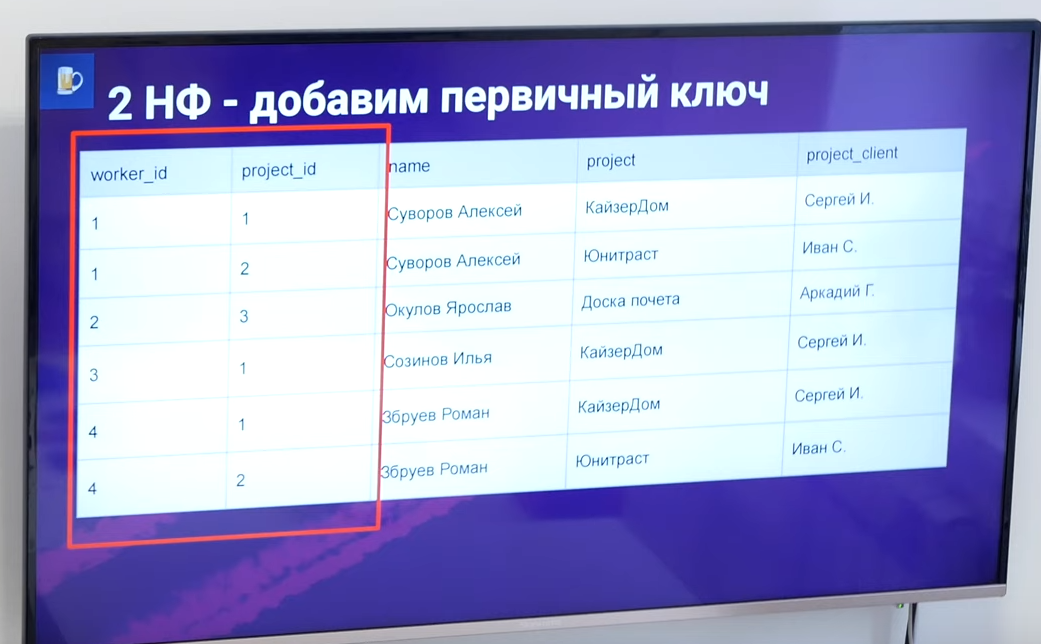 2 НФ - добавим первичный ключ
worker_id project_id name project project_client
1 1 Суворов Алексей КайзерДом Сергей И.
1 2 Суворов Алексей Юнитраст Иван С.
2 3 Окулов Ярослав Доска почета Аркадий Г.
3 1 Созинов Илья КайзерДом Сергей И.
4 1 Збруев Роман КайзерДом Сергей И.
4 2 Збруев Роман Юнитраст Иван С.